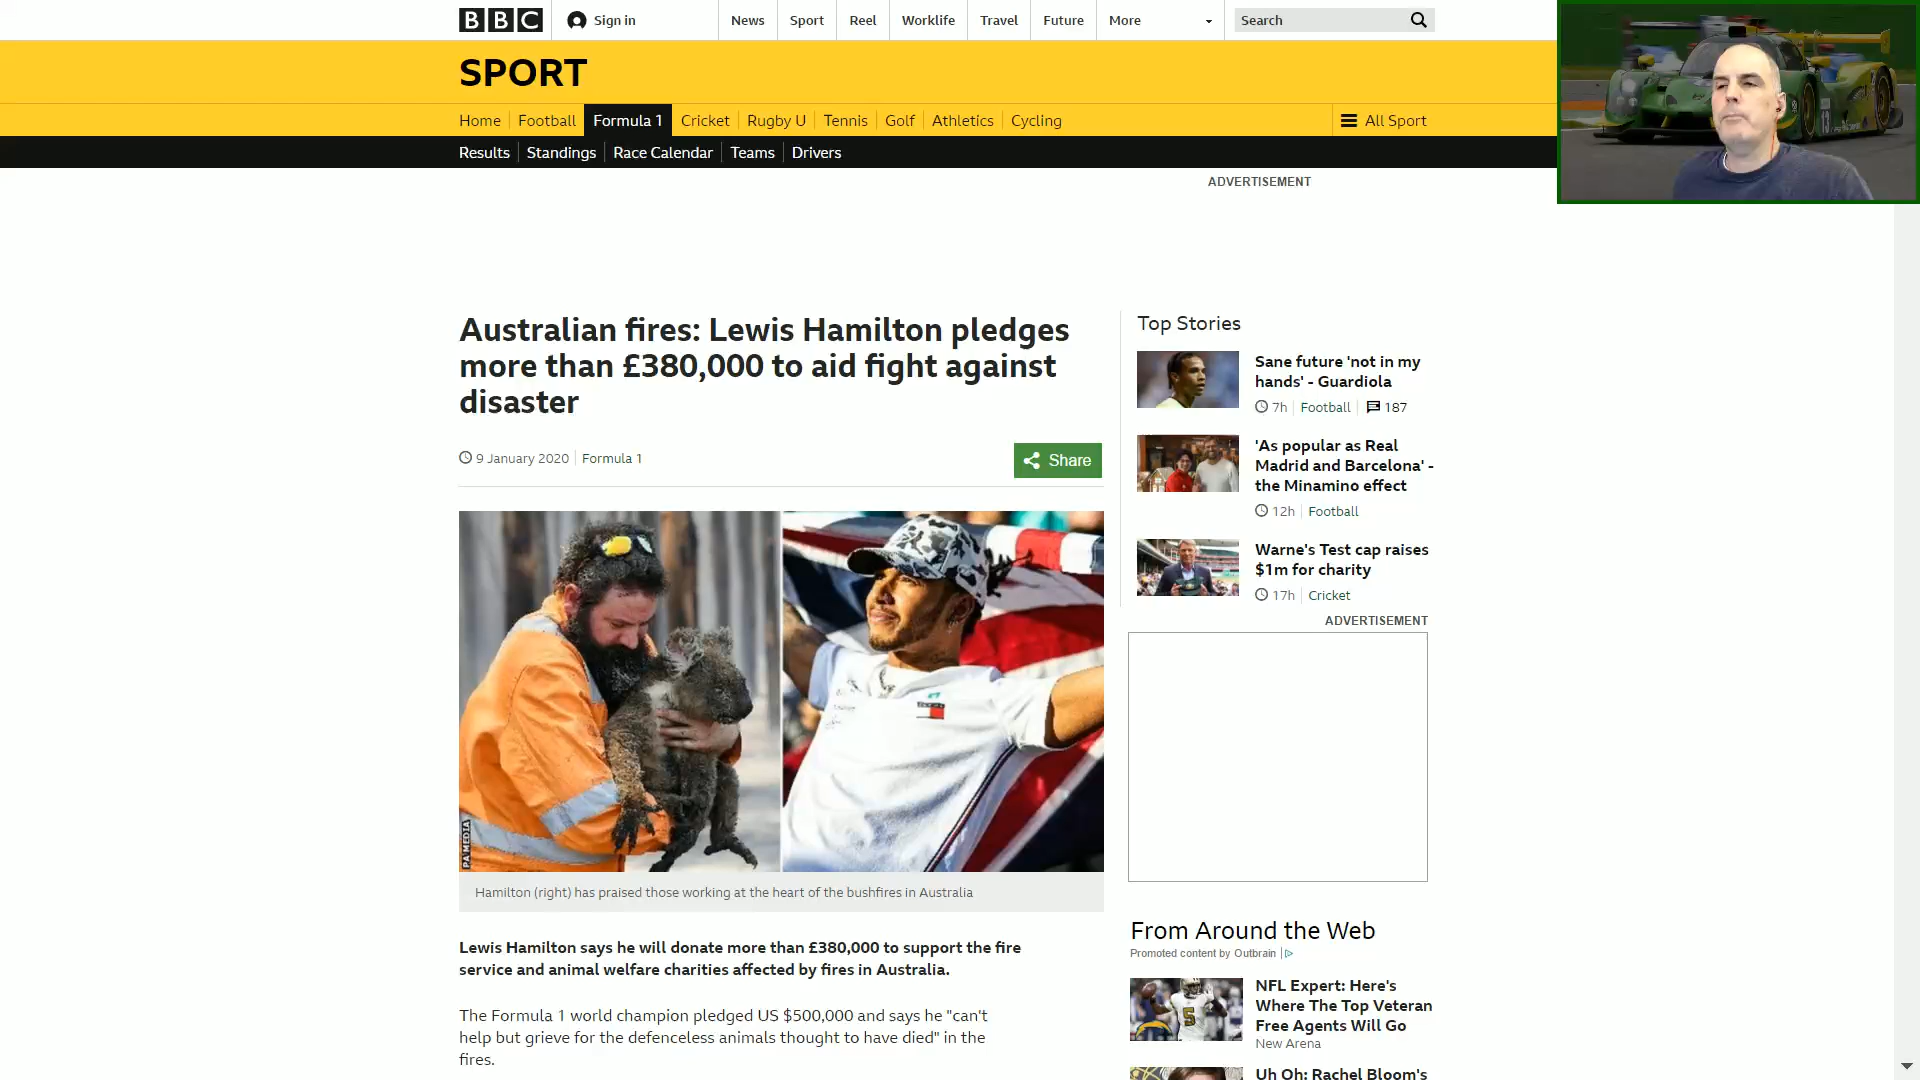 BBC
Sign in
News
Sport
Reel
Worklife
Travel
Future
More
Search
SPORT
Home
Football
Formula 1
Cricket
Rugby U
Tennis
Golf
Athletics
Cycling
All Sport
Results
Standings
Race Calendar
Teams
Drivers
ADVERTISEMENT
Australian fires: Lewis Hamilton pledges
more than £380,000 to aid fight against
disaster
9 January 2020
Formula 1
Share
PA MEDIA
Hamilton (right) has praised those working at the heart of the bushfires in Australia
Lewis Hamilton says he will donate more than £380,000 to support the fire
service and animal welfare charities affected by fires in Australia.
The Formula 1 world champion pledged US $500,000 and says he "can't
help but grieve for the defenceless animals thought to have died" in the
fires.
Top Stories
Sane future 'not in my
hands' - Guardiola
7h
Football
187
'As popular as Real
Madrid and Barcelona' -
the Minamino effect
12h
Football
Warne's Test cap raises
$1m for charity
17h
Cricket
ADVERTISEMENT
From Around the Web
Promoted content by Outbrain
NFL Expert: Here's
Where The Top Veteran
Free Agents Will Go
New Arena
Uh Oh: Rachel Bloom's